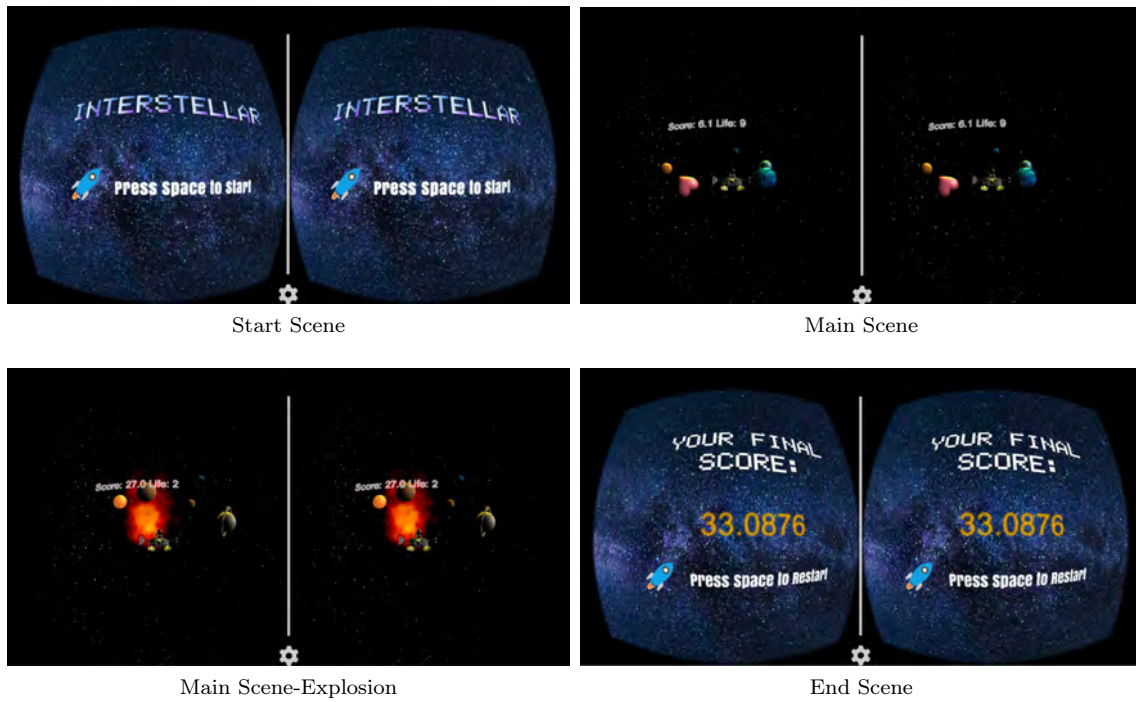 INTERSTELLAR
Press Space to Start
INTERSTELLAR
Press Space to Start
Start Scene
Score: 6.1 Life: 9
Score: 6.1 Life: 9
Main Scene
Score: 27.0 Life: 2
Score: 27.0 Life: 2
Main Scene-Explosion
YOUR FINAL
SCORE:
33.0876
Press Space to Restart
YOUR FINAL
SCORE:
33.0876
Press Space to Restart
End Scene